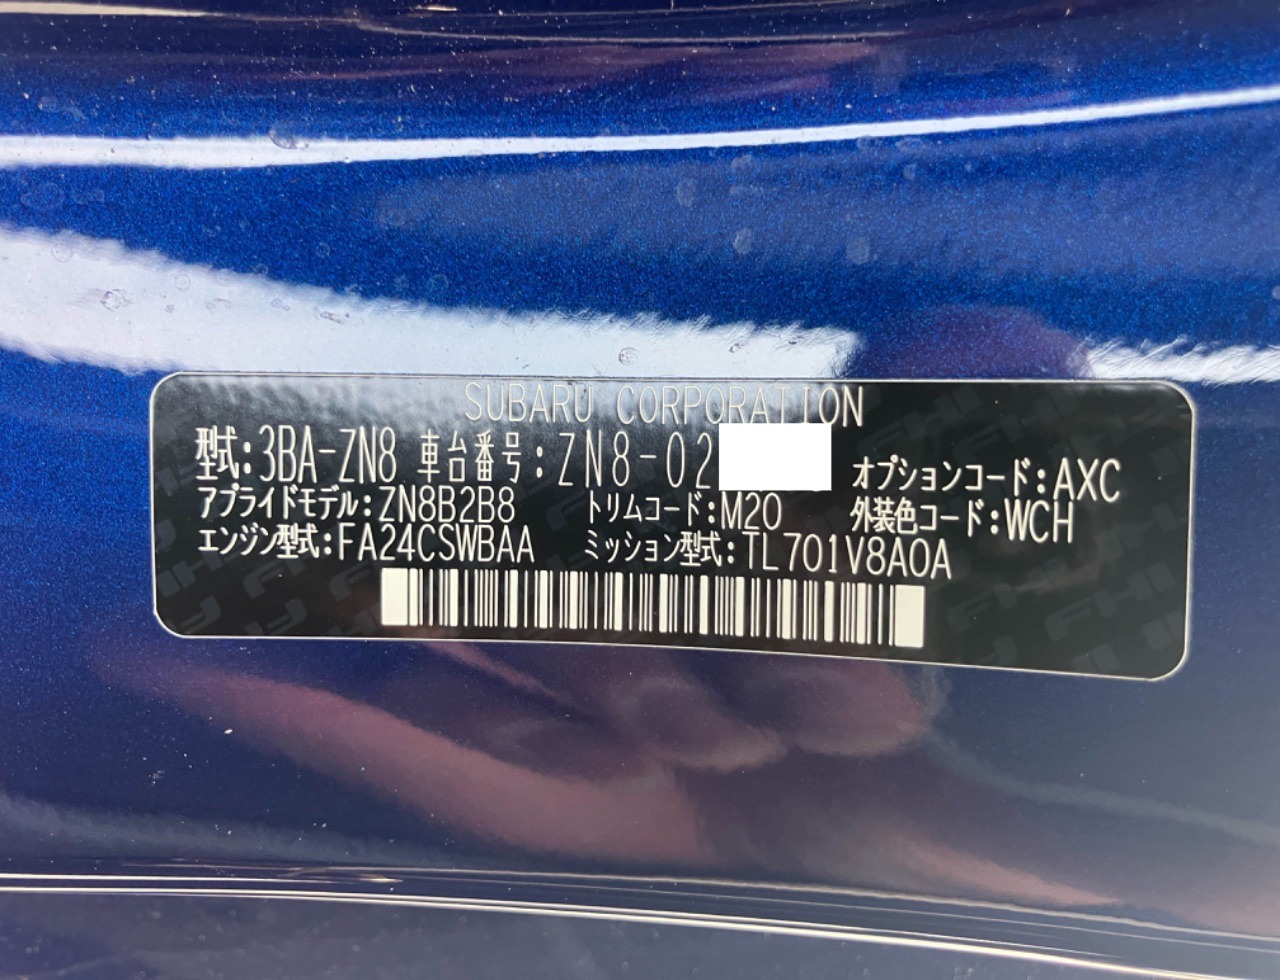 SUBARU CORPORATION
型式:3BA-ZN8 車台番号:ZN8-02
オプションコード:AXC
アプライドモデル:ZN8B2B8 トリムコード:M20 外装色コード:WCH
エンジン型式:FA24CSWBAA ミッション型式:TL701V8A0A